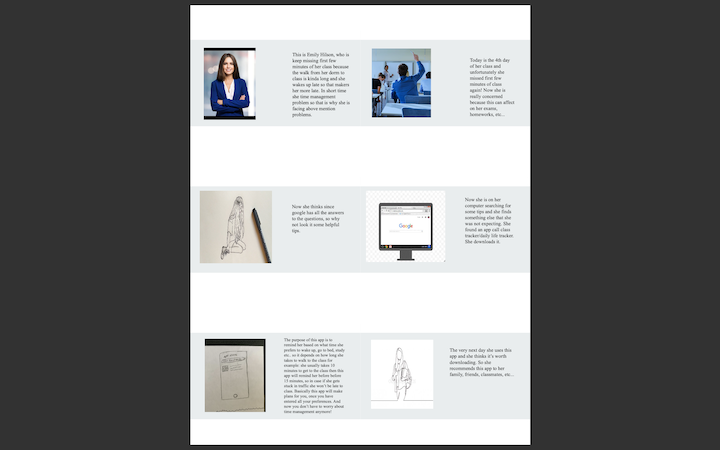 This is Emily Hilson, who is
keep missing first few
minutes of her class because
the walk from her dorm to
class is kinda long and she
wakes up late so that makes
her more late. In short time
she time management
problem so that is why she is
facing above mention
problems.
Today is the 4th day
of her class and
unfortunately she
missed first few
minutes of class
again! Now she is
really concerned
because this can affect
on her exams,
homeworks, etc...
Now she thinks since
google has all the answers
to the questions, so why
not look it some helpful
tips.
Google
Now she is on her
computer searching for
some tips and she finds
something else that she
was not expecting. She
found an app call class
tracker/daily life tracker.
She downloads it.
The purpose of this app is to
remind her based on what time she
prefers to wake up, go to bed, study
etc.. so it depends on how long she
takes to walk to the class for
example: she usually takes 10
minutes to get to the class then this
app will remind her before before
15 minutes, so in case if she gets
stuck in traffic she won't be late to
class. Basically this app will make
plans for you, once you have
entered all your preferences. And
now you don't have to worry about
time management anymore!
The very next day she uses this
app and she thinks it's worth
downloading. So she
recommends this app to her
family, friends, classmates, etc...